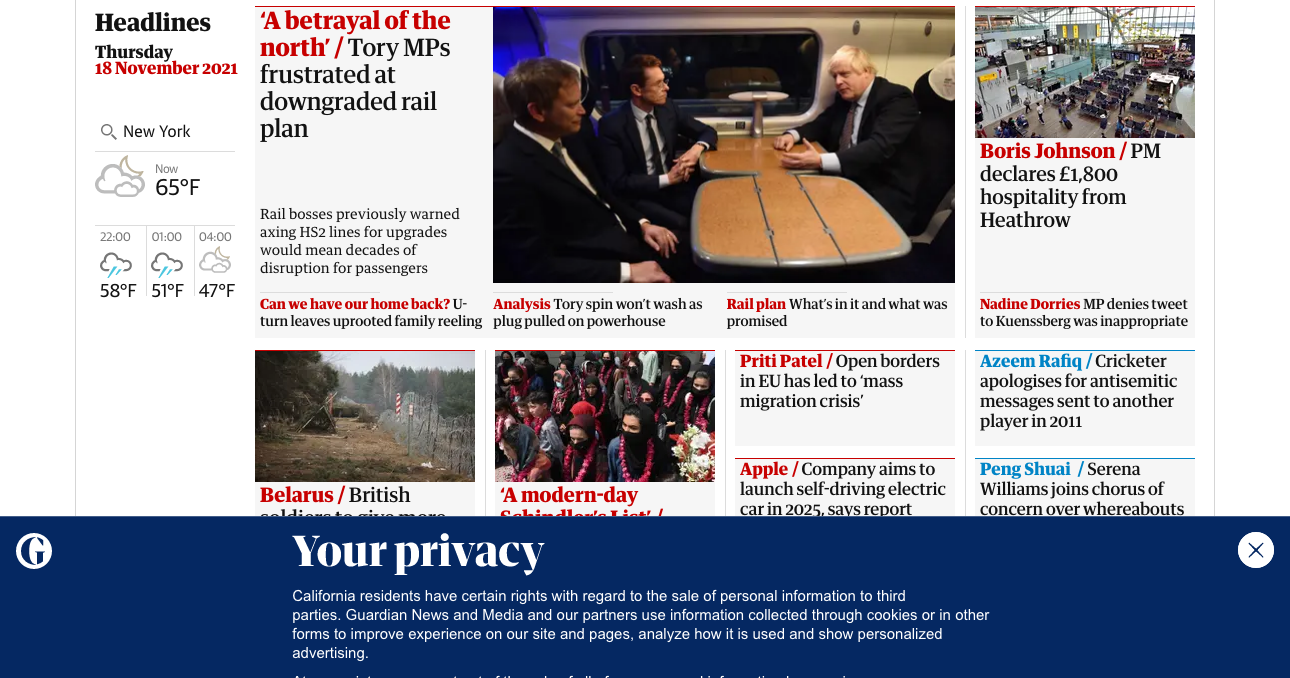 Headlines
Thursday
18 November 2021
New York
Now
65°F
22:00
01:00
04:00
58°F
51°F
47°F
‘A betrayal of the
north’ / Tory MPs
frustrated at
downgraded rail
plan
Rail bosses previously warned
axing HS2 lines for upgrades
would mean decades of
disruption for passengers
Can we have our home back? U-
turn leaves uprooted family reeling
Analysis Tory spin won’t wash as
plug pulled on powerhouse
Rail plan What’s in it and what was
promised
Boris Johnson / PM
declares £1,800
hospitality from
Heathrow
Nadine Dorries MP denies tweet
to Kuenssberg was inappropriate
Belarus / British
soldiers to give more
‘A modern-day
Schindler’s List’ /
Priti Patel / Open borders
in EU has led to ‘mass
migration crisis’
Azeem Rafiq / Cricketer
apologises for antisemitic
messages sent to another
player in 2011
Apple / Company aims to
launch self-driving electric
car in 2025, says report
Peng Shuai / Serena
Williams joins chorus of
concern over whereabouts
Your privacy
California residents have certain rights with regard to the sale of personal information to third
parties. Guardian News and Media and our partners use information collected through cookies or in other
forms to improve experience on our site and pages, analyze how it is used and show personalized
advertising.